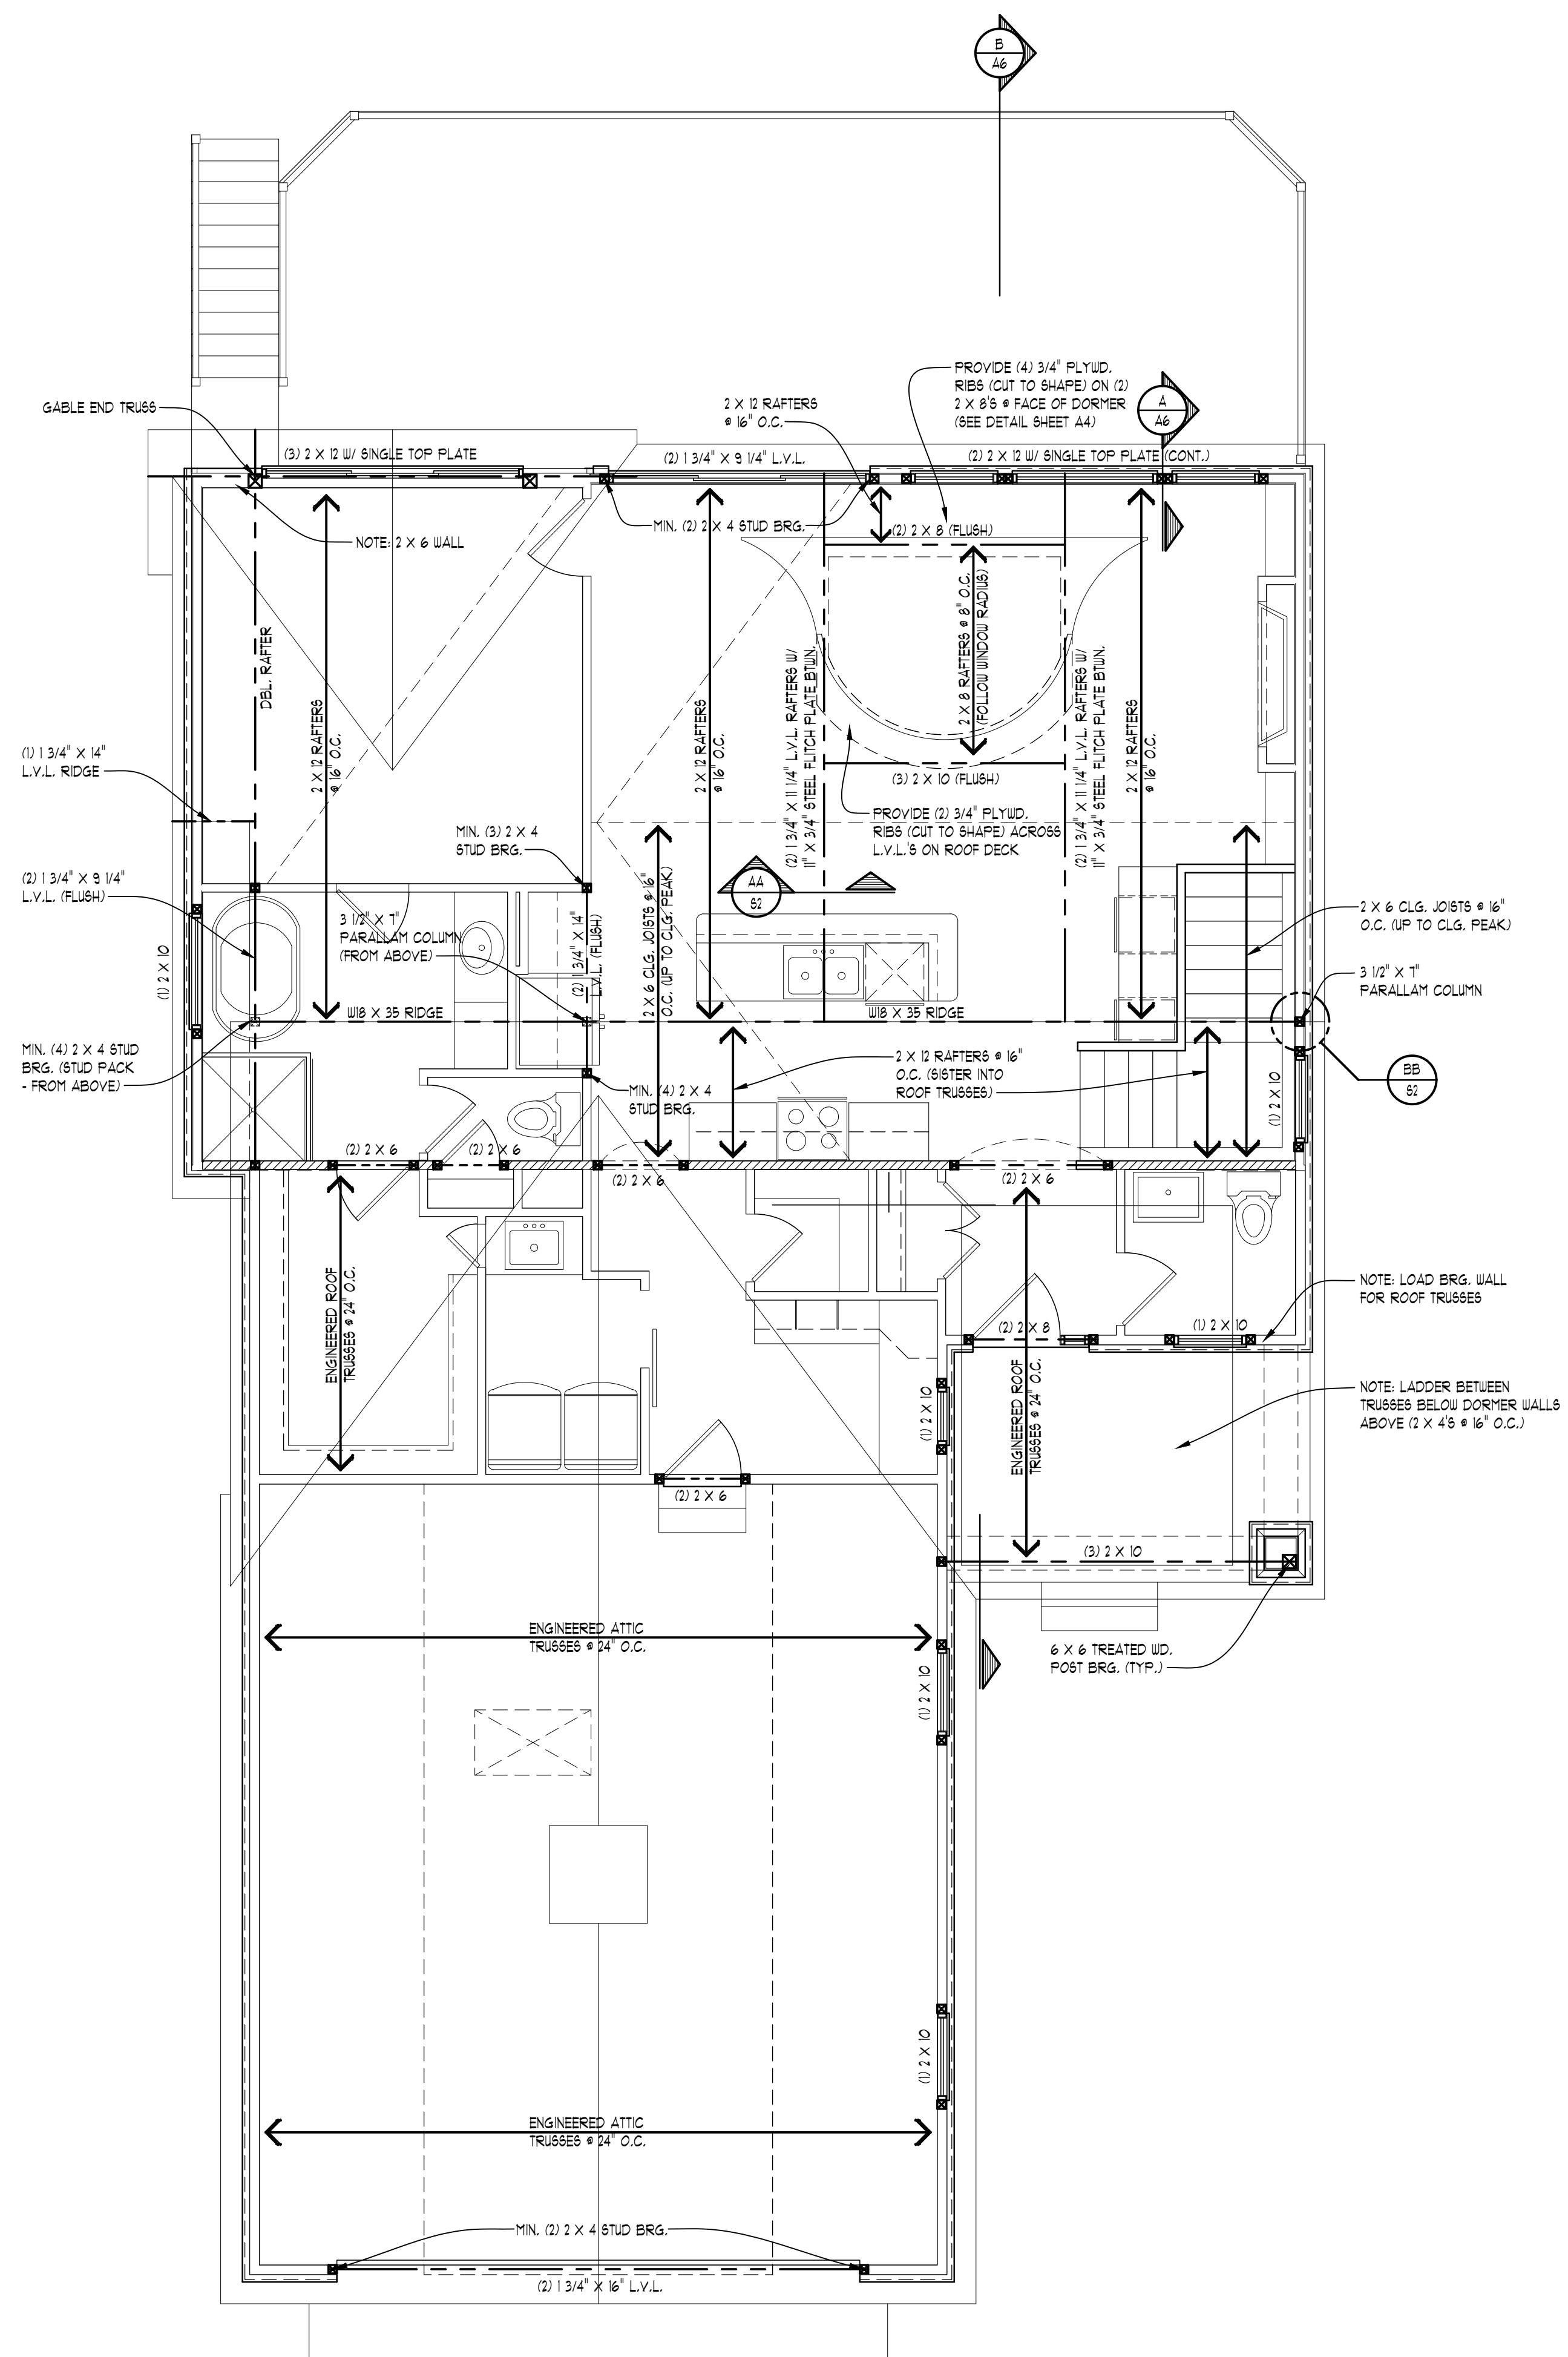 B
A6
PROVIDE (4) 3/4" PLYWD.
RIBS (CUT TO SHAPE) ON (2)
2 X 8'S @ FACE OF DORMER
(SEE DETAIL SHEET A4)
A
A6
2 X 12 RAFTERS
@ 16" O.C.
GABLE END TRUSS
(3) 2 X 12 W/ SINGLE TOP PLATE
(2) 1 3/4" X 9 1/4" L.V.L.
(2) 2 X 12 W/ SINGLE TOP PLATE (CONT.)
MIN. (2) 2 X 4 STUD BRG.
(2) 2 X 8 (FLUSH)
NOTE: 2 X 6 WALL
DBL. RAFTER
2 X 12 RAFTERS
@ 16" O.C.
2 X 12 RAFTERS
@ 16" O.C.
(2) 1 3/4" X 11 1/4" L.V.L. RAFTERS W/
11" X 3/4" STEEL FLITCH PLATE BTWN.
2 X 8 RAFTERS @ 8" O.C.
(FOLLOW WINDOW RADIUS)
(2) 1 3/4" X 11 1/4" L.V.L. RAFTERS W/
11" X 3/4" STEEL FLITCH PLATE BTWN.
2 X 12 RAFTERS
@ 16" O.C.
(1) 1 3/4" X 14"
L.V.L. RIDGE
(3) 2 X 10 (FLUSH)
PROVIDE (2) 3/4" PLYWD.
RIBS (CUT TO SHAPE) ACROSS
L.V.L.'S ON ROOF DECK
MIN. (3) 2 X 4
STUD BRG.
(2) 1 3/4" X 9 1/4"
L.V.L. (FLUSH)
AA
S2
3 1/2" X 7"
PARALLAM COLUMN
(FROM ABOVE)
(2) 1 3/4" X 14"
L.V.L. (FLUSH)
2 X 6 CLG. JOISTS @ 16"
O.C. (UP TO CLG. PEAK)
2 X 6 CLG. JOISTS @ 16"
O.C. (UP TO CLG. PEAK)
(1) 2 X 10
3 1/2" X 7"
PARALLAM COLUMN
W18 X 35 RIDGE
W18 X 35 RIDGE
MIN. (4) 2 X 4 STUD
BRG. (STUD PACK
- FROM ABOVE)
2 X 12 RAFTERS @ 16"
O.C. (SISTER INTO
ROOF TRUSSES)
BB
S2
MIN. (4) 2 X 4
STUD BRG.
(1) 2 X 10
(2) 2 X 6
(2) 2 X 6
(2) 2 X 6
(2) 2 X 6
ENGINEERED ROOF
TRUSSES @ 24" O.C.
NOTE: LOAD BRG. WALL
FOR ROOF TRUSSES
(2) 2 X 8
(1) 2 X 10
ENGINEERED ROOF
TRUSSES @ 24" O.C.
(1) 2 X 10
NOTE: LADDER BETWEEN
TRUSSES BELOW DORMER WALLS
ABOVE (2 X 4'S @ 16" O.C.)
(2) 2 X 6
(3) 2 X 10
ENGINEERED ATTIC
TRUSSES @ 24" O.C.
6 X 6 TREATED WD.
POST BRG. (TYP.)
(1) 2 X 10
(1) 2 X 10
ENGINEERED ATTIC
TRUSSES @ 24" O.C.
MIN. (2) 2 X 4 STUD BRG.
(2) 1 3/4" X 16" L.V.L.